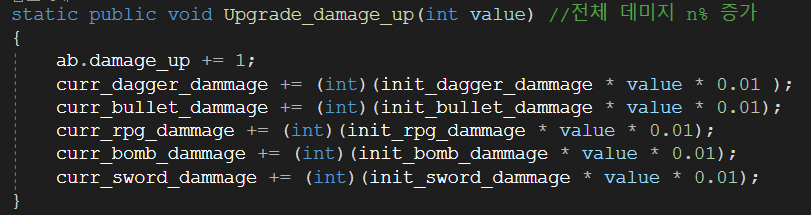 static public void Upgrade_damage_up(int value) //전체 데미지 n% 증가
{
ab.damage_up += 1;
curr_dagger_dammage += (int)(init_dagger_dammage * value * 0.01 );
curr_bullet_dammage += (int)(init_bullet_dammage * value * 0.01);
curr_rpg_dammage += (int)(init_rpg_dammage * value * 0.01);
curr_bomb_dammage += (int)(init_bomb_dammage * value * 0.01);
curr_sword_dammage += (int)(init_sword_dammage * value * 0.01);
}